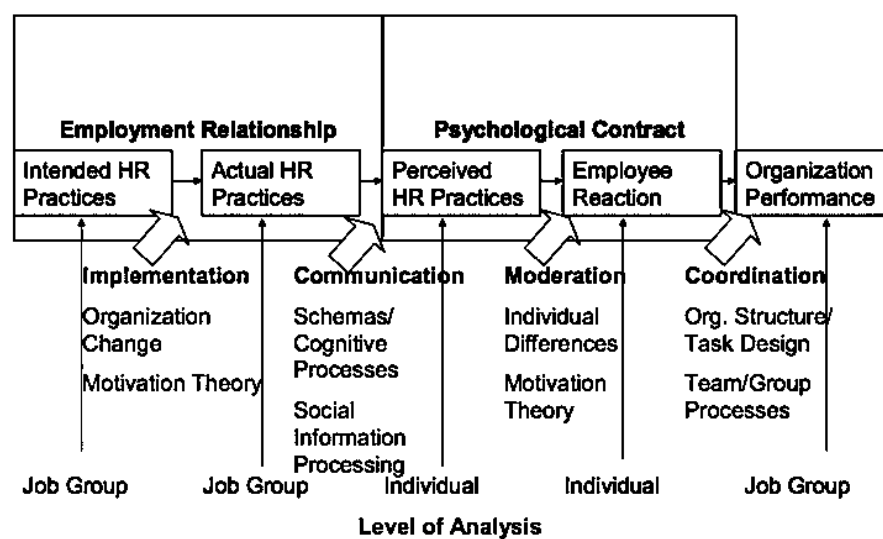 Employment Relationship
Psychological Contract
Intended HR
Practices
Actual HR
Practices
Perceived
HR Practices
Employee
Reaction
Organization
Performance
Implementation
Organization
Change
Motivation Theory
Communication
Schemas/
Cognitive
Processes
Social
Information
Processing
Moderation
Individual
Differences
Motivation
Theory
Coordination
Org. Structure/
Task Design
Team/Group
Processes
Job Group
Job Group
Individual
Individual
Job Group
Level of Analysis